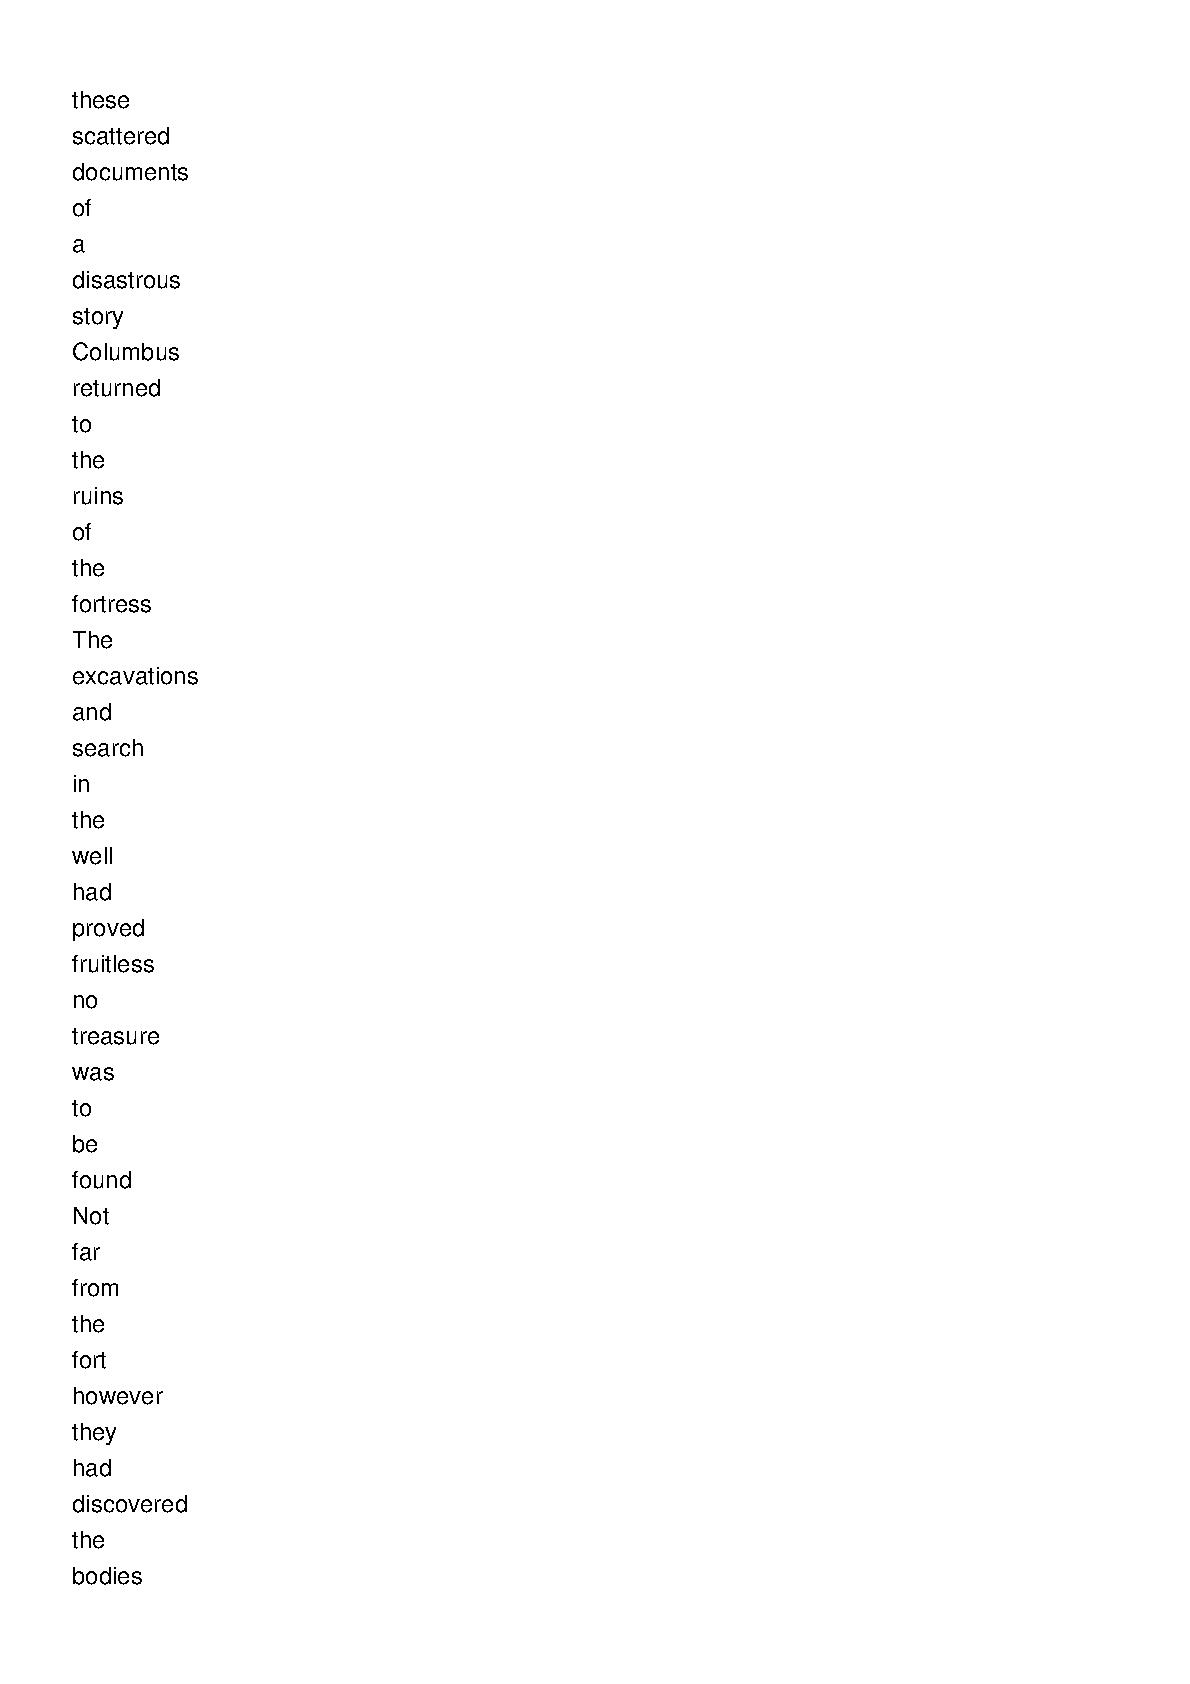 these
scattered
documents
of
a
disastrous
story
Columbus
returned
to
the
ruins
of
the
fortress
The
excavations
and
search
in
the
well
had
proved
fruitless
no
treasure
was
to
be
found
Not
far
from
the
fort
however
they
had
discovered
the
bodies